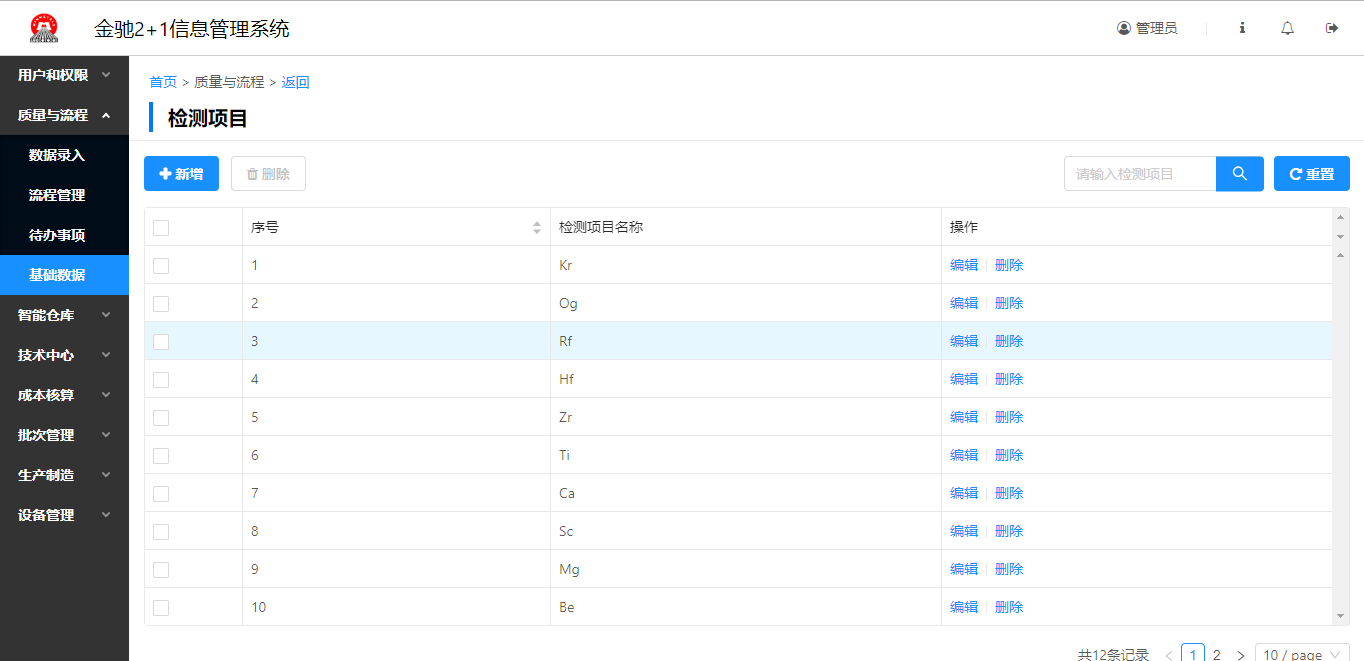 金驰2+1信息管理系统
管理员
用户和权限
质量与流程
数据录入
流程管理
待办事项
基础数据
智能仓库
技术中心
成本核算
批次管理
生产制造
设备管理
首页 > 质量与流程 > 返回
检测项目
新增 删除 请输入检测项目 重置
序号 检测项目名称 操作
1 Kr 编辑 删除
2 Og 编辑 删除
3 Rf 编辑 删除
4 Hf 编辑 删除
5 Zr 编辑 删除
6 Ti 编辑 删除
7 Ca 编辑 删除
8 Sc 编辑 删除
9 Mg 编辑 删除
10 Be 编辑 删除
共12条记录 < 1 2 > 10 / page